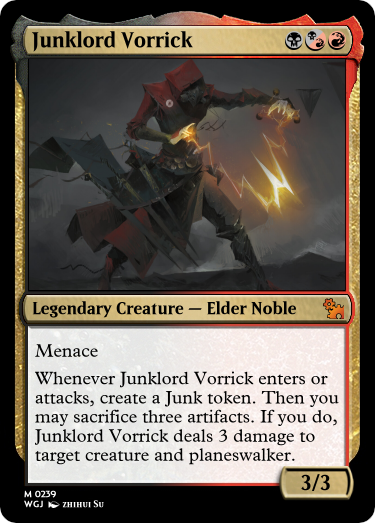 Junklord Vorrick
Legendary Creature — Elder Noble
Menace
Whenever Junklord Vorrick enters or
attacks, create a Junk token. Then you
may sacrifice three artifacts. If you do,
Junklord Vorrick deals 3 damage to
target creature and planeswalker.
3/3
M 0239
WGJ zhihui Su